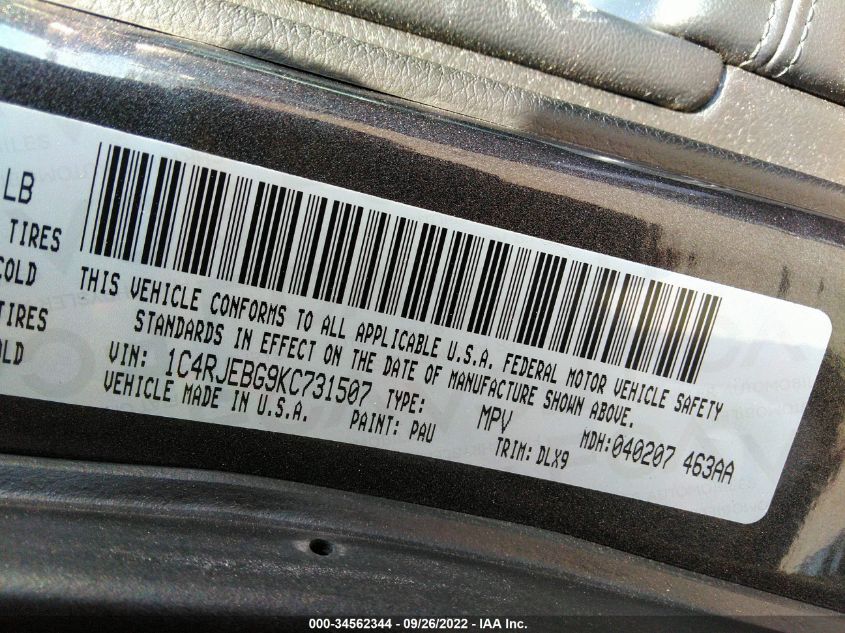 LB
TIRES
COLD
TIRES
OLD
THIS VEHICLE CONFORMS TO ALL APPLICABLE U.S.A. FEDERAL MOTOR VEHICLE SAFETY
STANDARDS IN EFFECT ON THE DATE OF MANUFACTURE SHOWN ABOVE.
VIN: 1C4RJEBG9KC731507 TYPE: MPV MDH:040207 463AA
VEHICLE MADE IN U.S.A. PAINT: PAU TRIM: DLX9
000-34562344 / 09/26/2022 - IAA Inc.